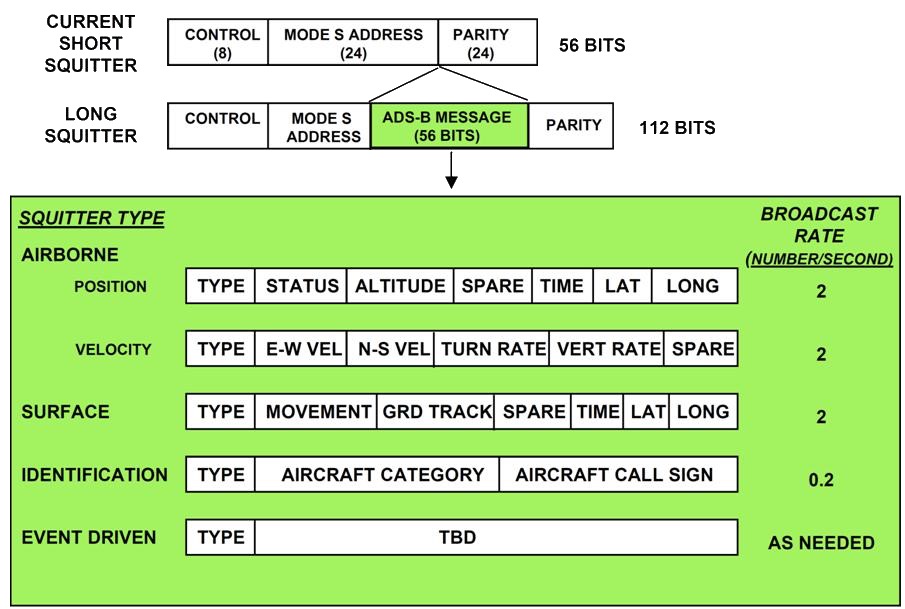 CURRENT
SHORT
SQUITTER
CONTROL
(8)
MODE S ADDRESS
(24)
PARITY
(24)
56 BITS
LONG
SQUITTER
CONTROL
MODE S
ADDRESS
ADS-B MESSAGE
(56 BITS)
PARITY
112 BITS
SQUITTER TYPE
BROADCAST
RATE
(NUMBER/SECOND)
AIRBORNE
POSITION TYPE STATUS ALTITUDE SPARE TIME LAT LONG 2
VELOCITY TYPE E-W VEL N-S VEL TURN RATE VERT RATE SPARE 2
SURFACE TYPE MOVEMENT GRD TRACK SPARE TIME LAT LONG 2
IDENTIFICATION TYPE AIRCRAFT CATEGORY AIRCRAFT CALL SIGN 0.2
EVENT DRIVEN TYPE TBD AS NEEDED